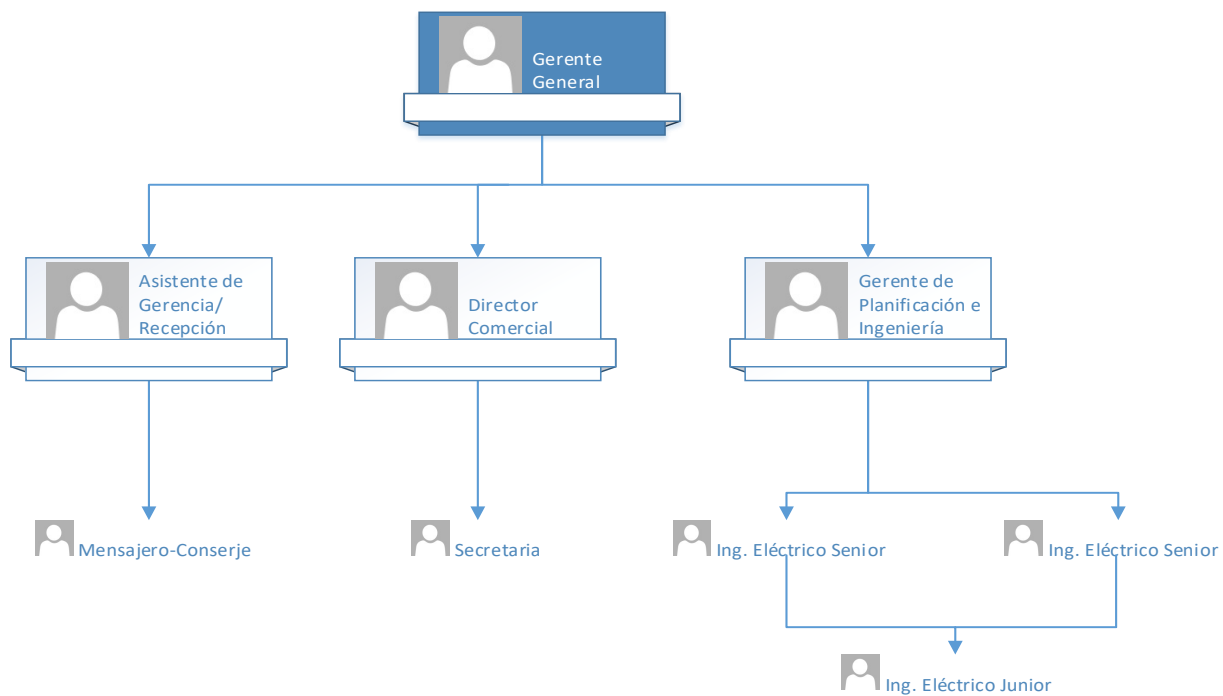 Gerente
General
Asistente de
Gerencia/
Recepción
Director
Comercial
Gerente de
Planificación e
Ingeniería
Mensajero-Conserje
Secretaria
Ing. Eléctrico Senior
Ing. Eléctrico Senior
Ing. Eléctrico Junior